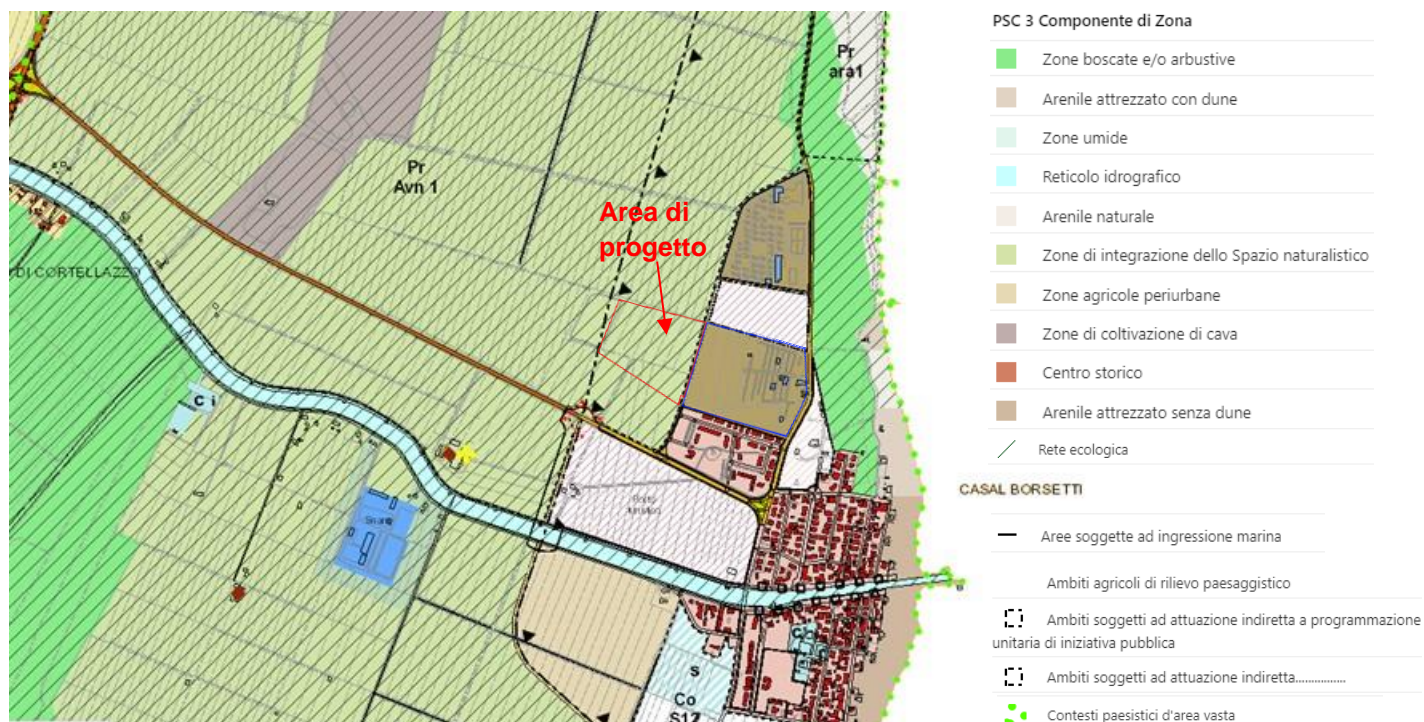 Pr
ara1
Pr
Avn 1
Area di
progetto
DI CORTELLAZZO
C i
S
Co
S17
PSC 3 Componente di Zona
Zone boscate e/o arbustive
Arenile attrezzato con dune
Zone umide
Reticolo idrografico
Arenile naturale
Zone di integrazione dello Spazio naturalistico
Zone agricole periurbane
Zone di coltivazione di cava
Centro storico
Arenile attrezzato senza dune
Rete ecologica
CASAL BORSETTI
Aree soggette ad ingressione marina
Ambiti agricoli di rilievo paesaggistico
Ambiti soggetti ad attuazione indiretta a programmazione
unitaria di iniziativa pubblica
Ambiti soggetti ad attuazione indiretta................
Contesti paesistici d'area vasta